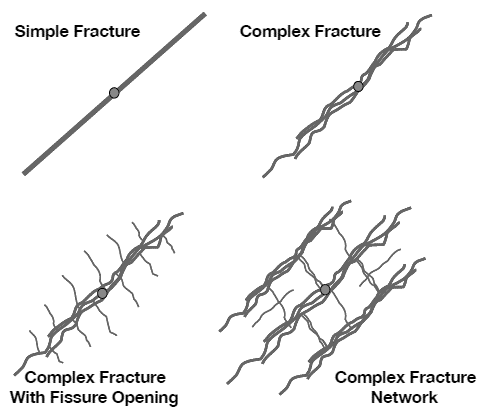 Simple Fracture
Complex Fracture
Complex Fracture
With Fissure Opening
Complex Fracture
Network